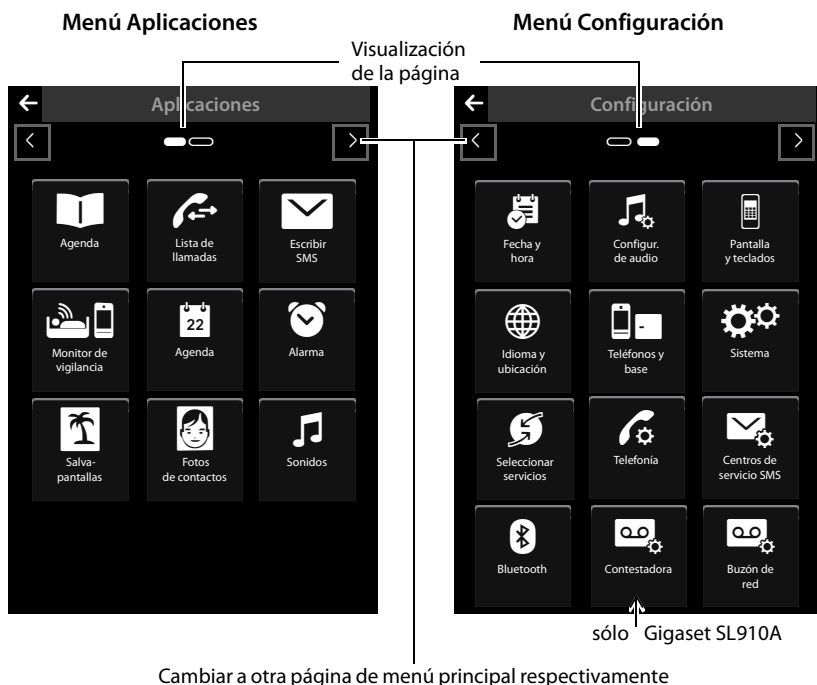 Menú Aplicaciones
Menú Configuración
Visualización
de la página
Aplicaciones
Configuración
Agenda
Lista de
llamadas
Escribir
SMS
Monitor de
vigilancia
22
Agenda
Alarma
Salva-
pantallas
Fotos
de contactos
Sonidos
Fecha y
hora
Configur.
de audio
Pantalla
y teclados
Idioma y
ubicación
Teléfonos y
base
Sistema
Seleccionar
servicios
Telefonía
Centros de
servicio SMS
Bluetooth
Contestadora
Buzón de
red
sólo Gigaset SL910A
Cambiar a otra página de menú principal respectivamente